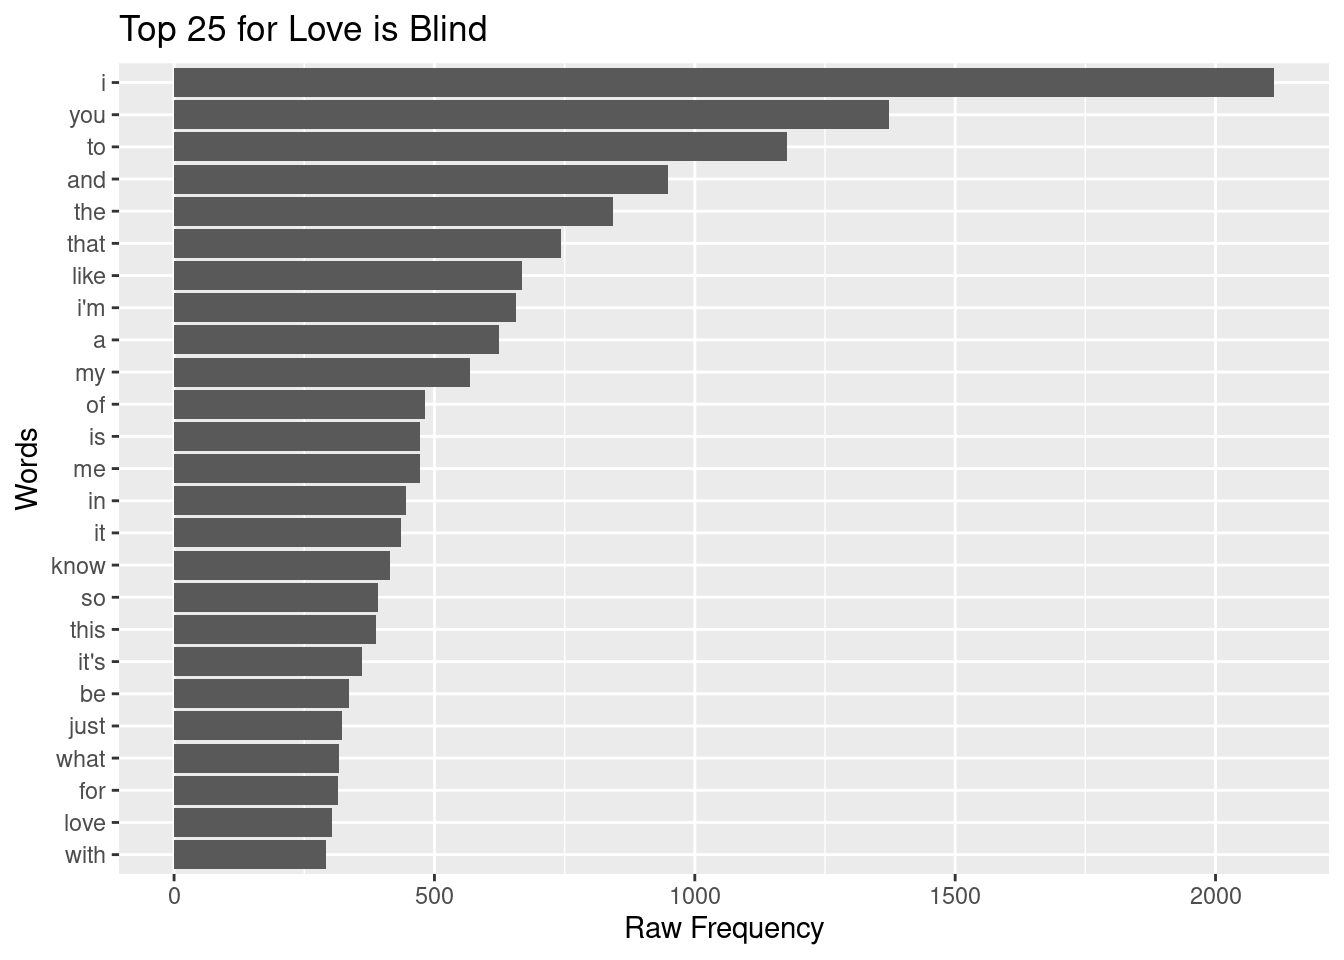 Top 25 for Love is Blind
i
you
to
and
the
that
like
i'm
a
my
of
is
me
in
it
know
so
this
it's
be
just
what
for
love
with
Words
0 500 1000 1500 2000
Raw Frequency